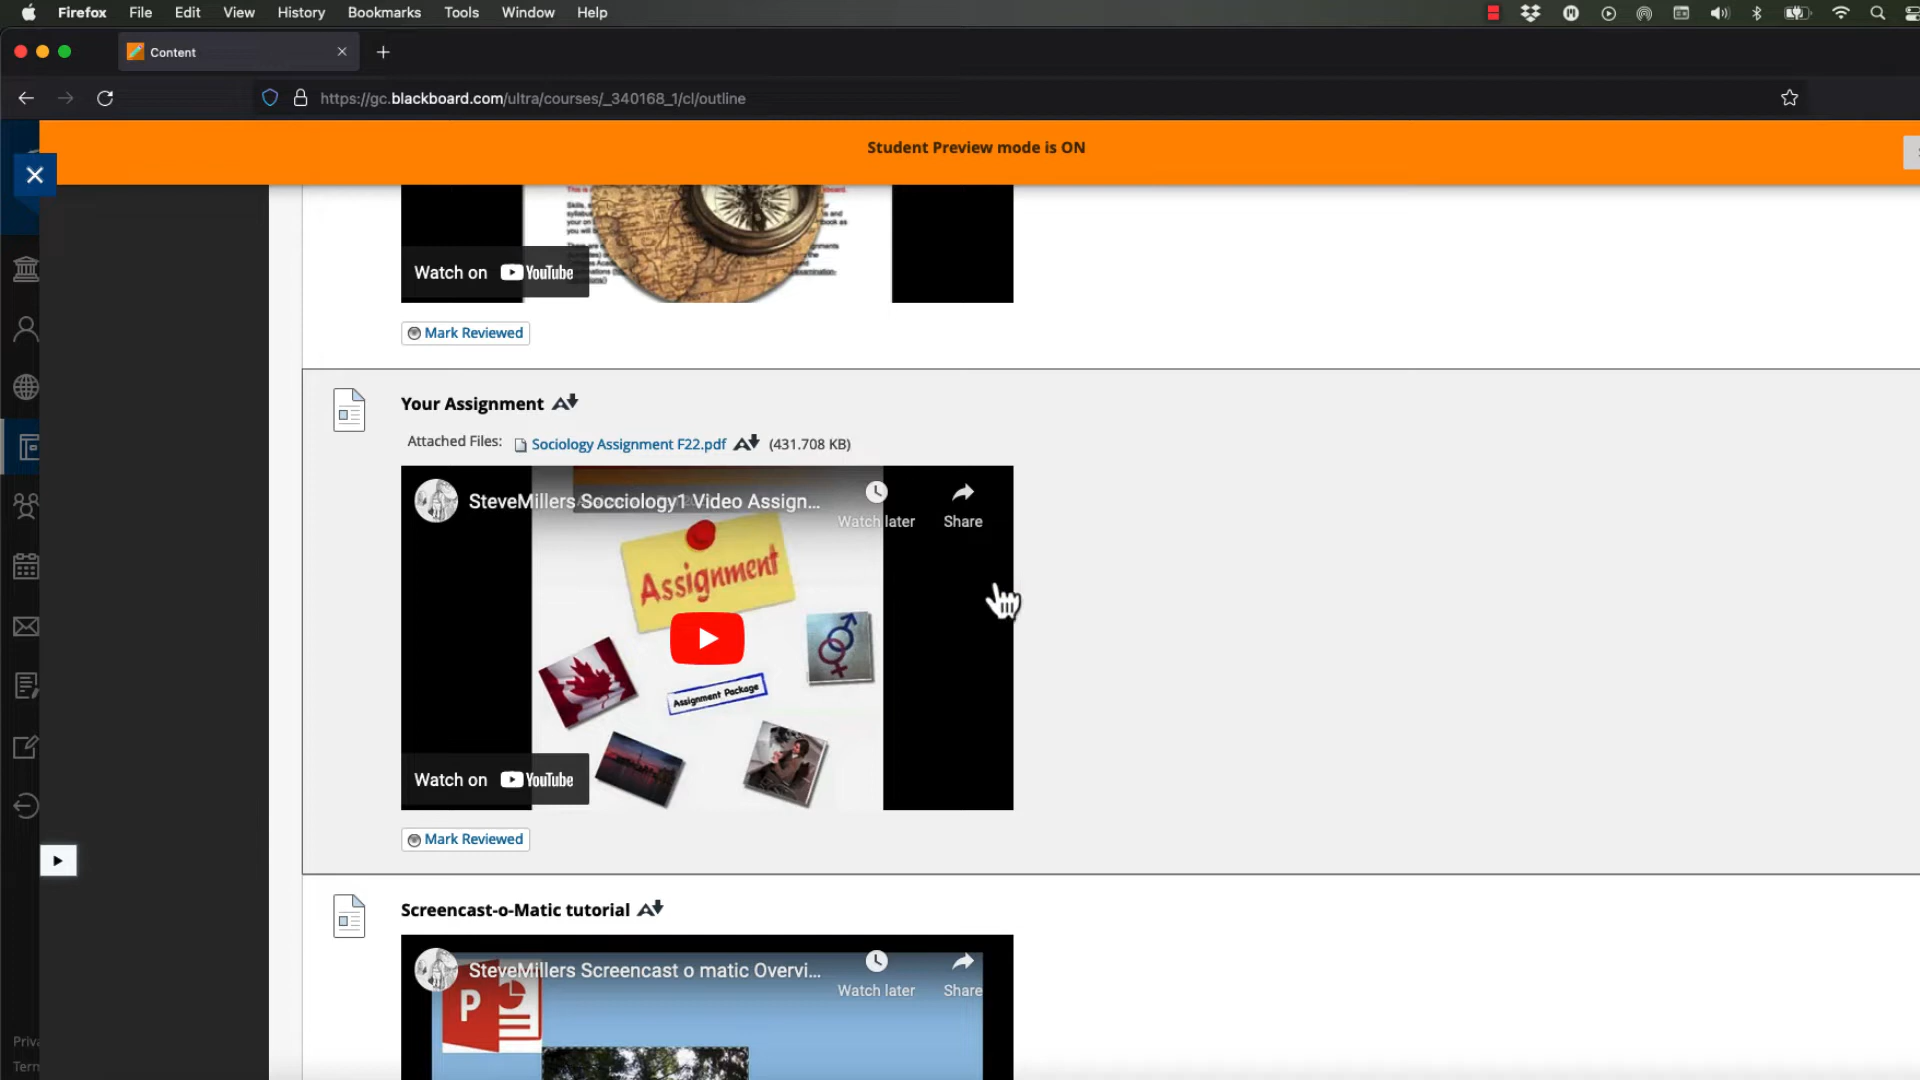 Firefox File Edit View History Bookmarks Tools Window Help
Content
https://gc.blackboard.com/ultra/courses/_340168_1/cl/outline
Student Preview mode is ON
Watch on YouTube
Mark Reviewed
Your Assignment
Attached Files: Sociology Assignment F22.pdf (431.708 KB)
SteveMillers Socciology1 Video Assign...
Watch later
Share
Assignment
Assignment Package
Watch on YouTube
Mark Reviewed
Screencast-o-Matic tutorial
SteveMillers Screencast o matic Overvi...
Watch later
Share
P
Priva
Tern